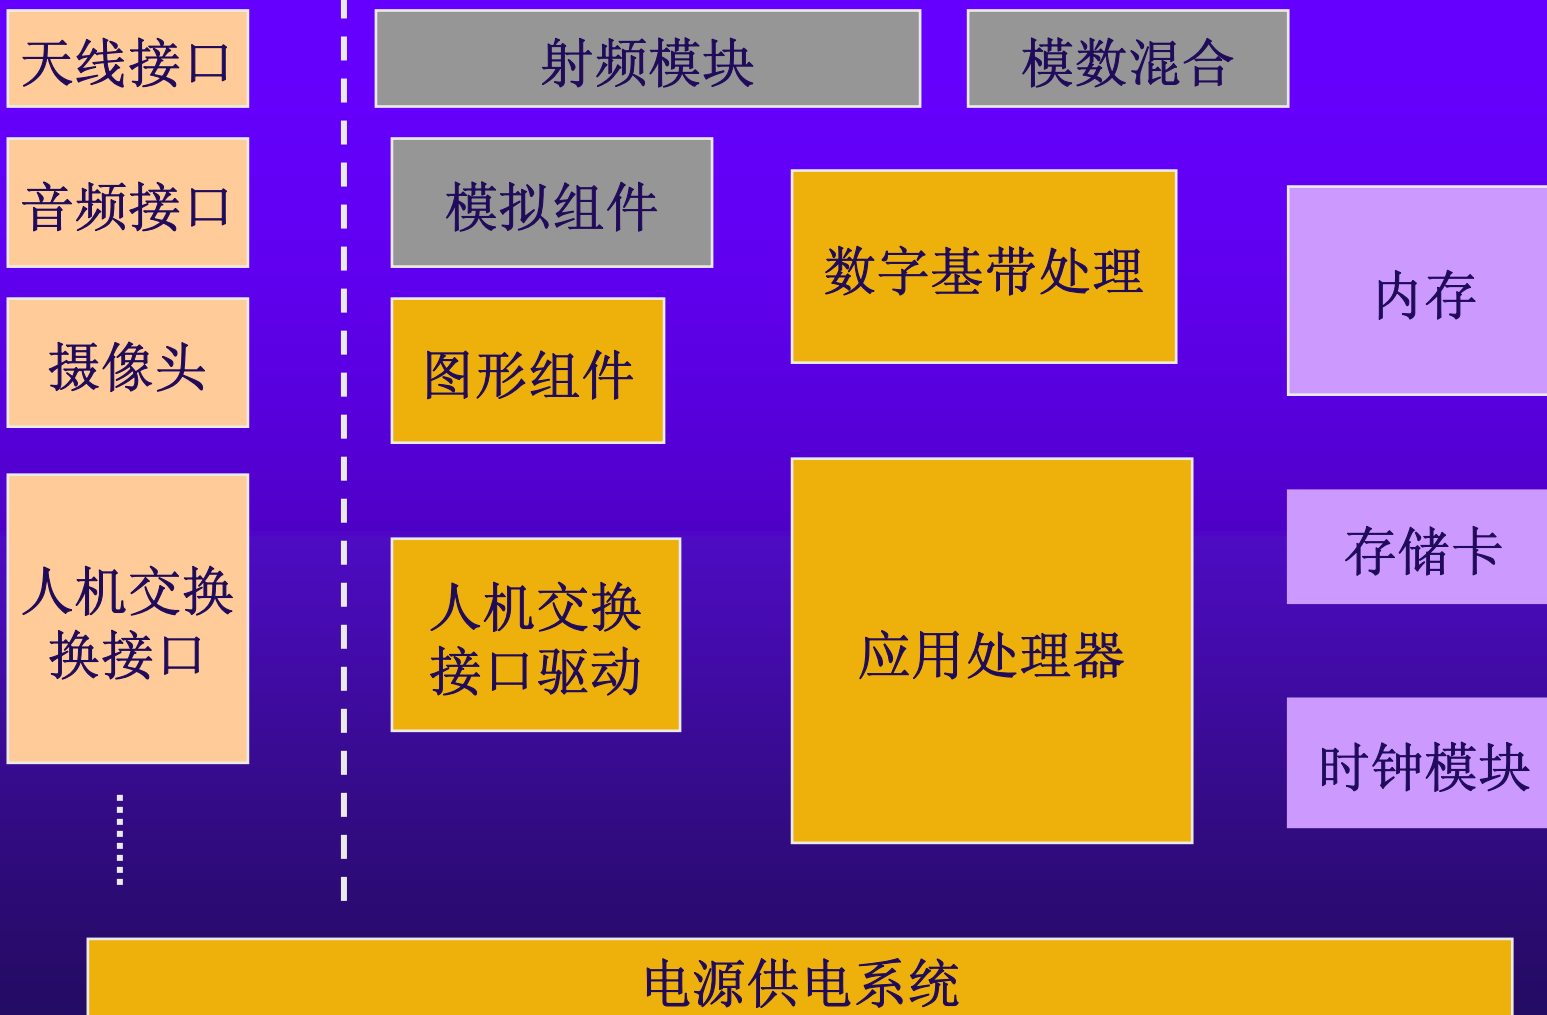 天线接口
射频模块
模数混合
音频接口
模拟组件
数字基带处理
内存
摄像头
图形组件
人机交换
换接口
人机交换
接口驱动
应用处理器
存储卡
时钟模块
电源供电系统